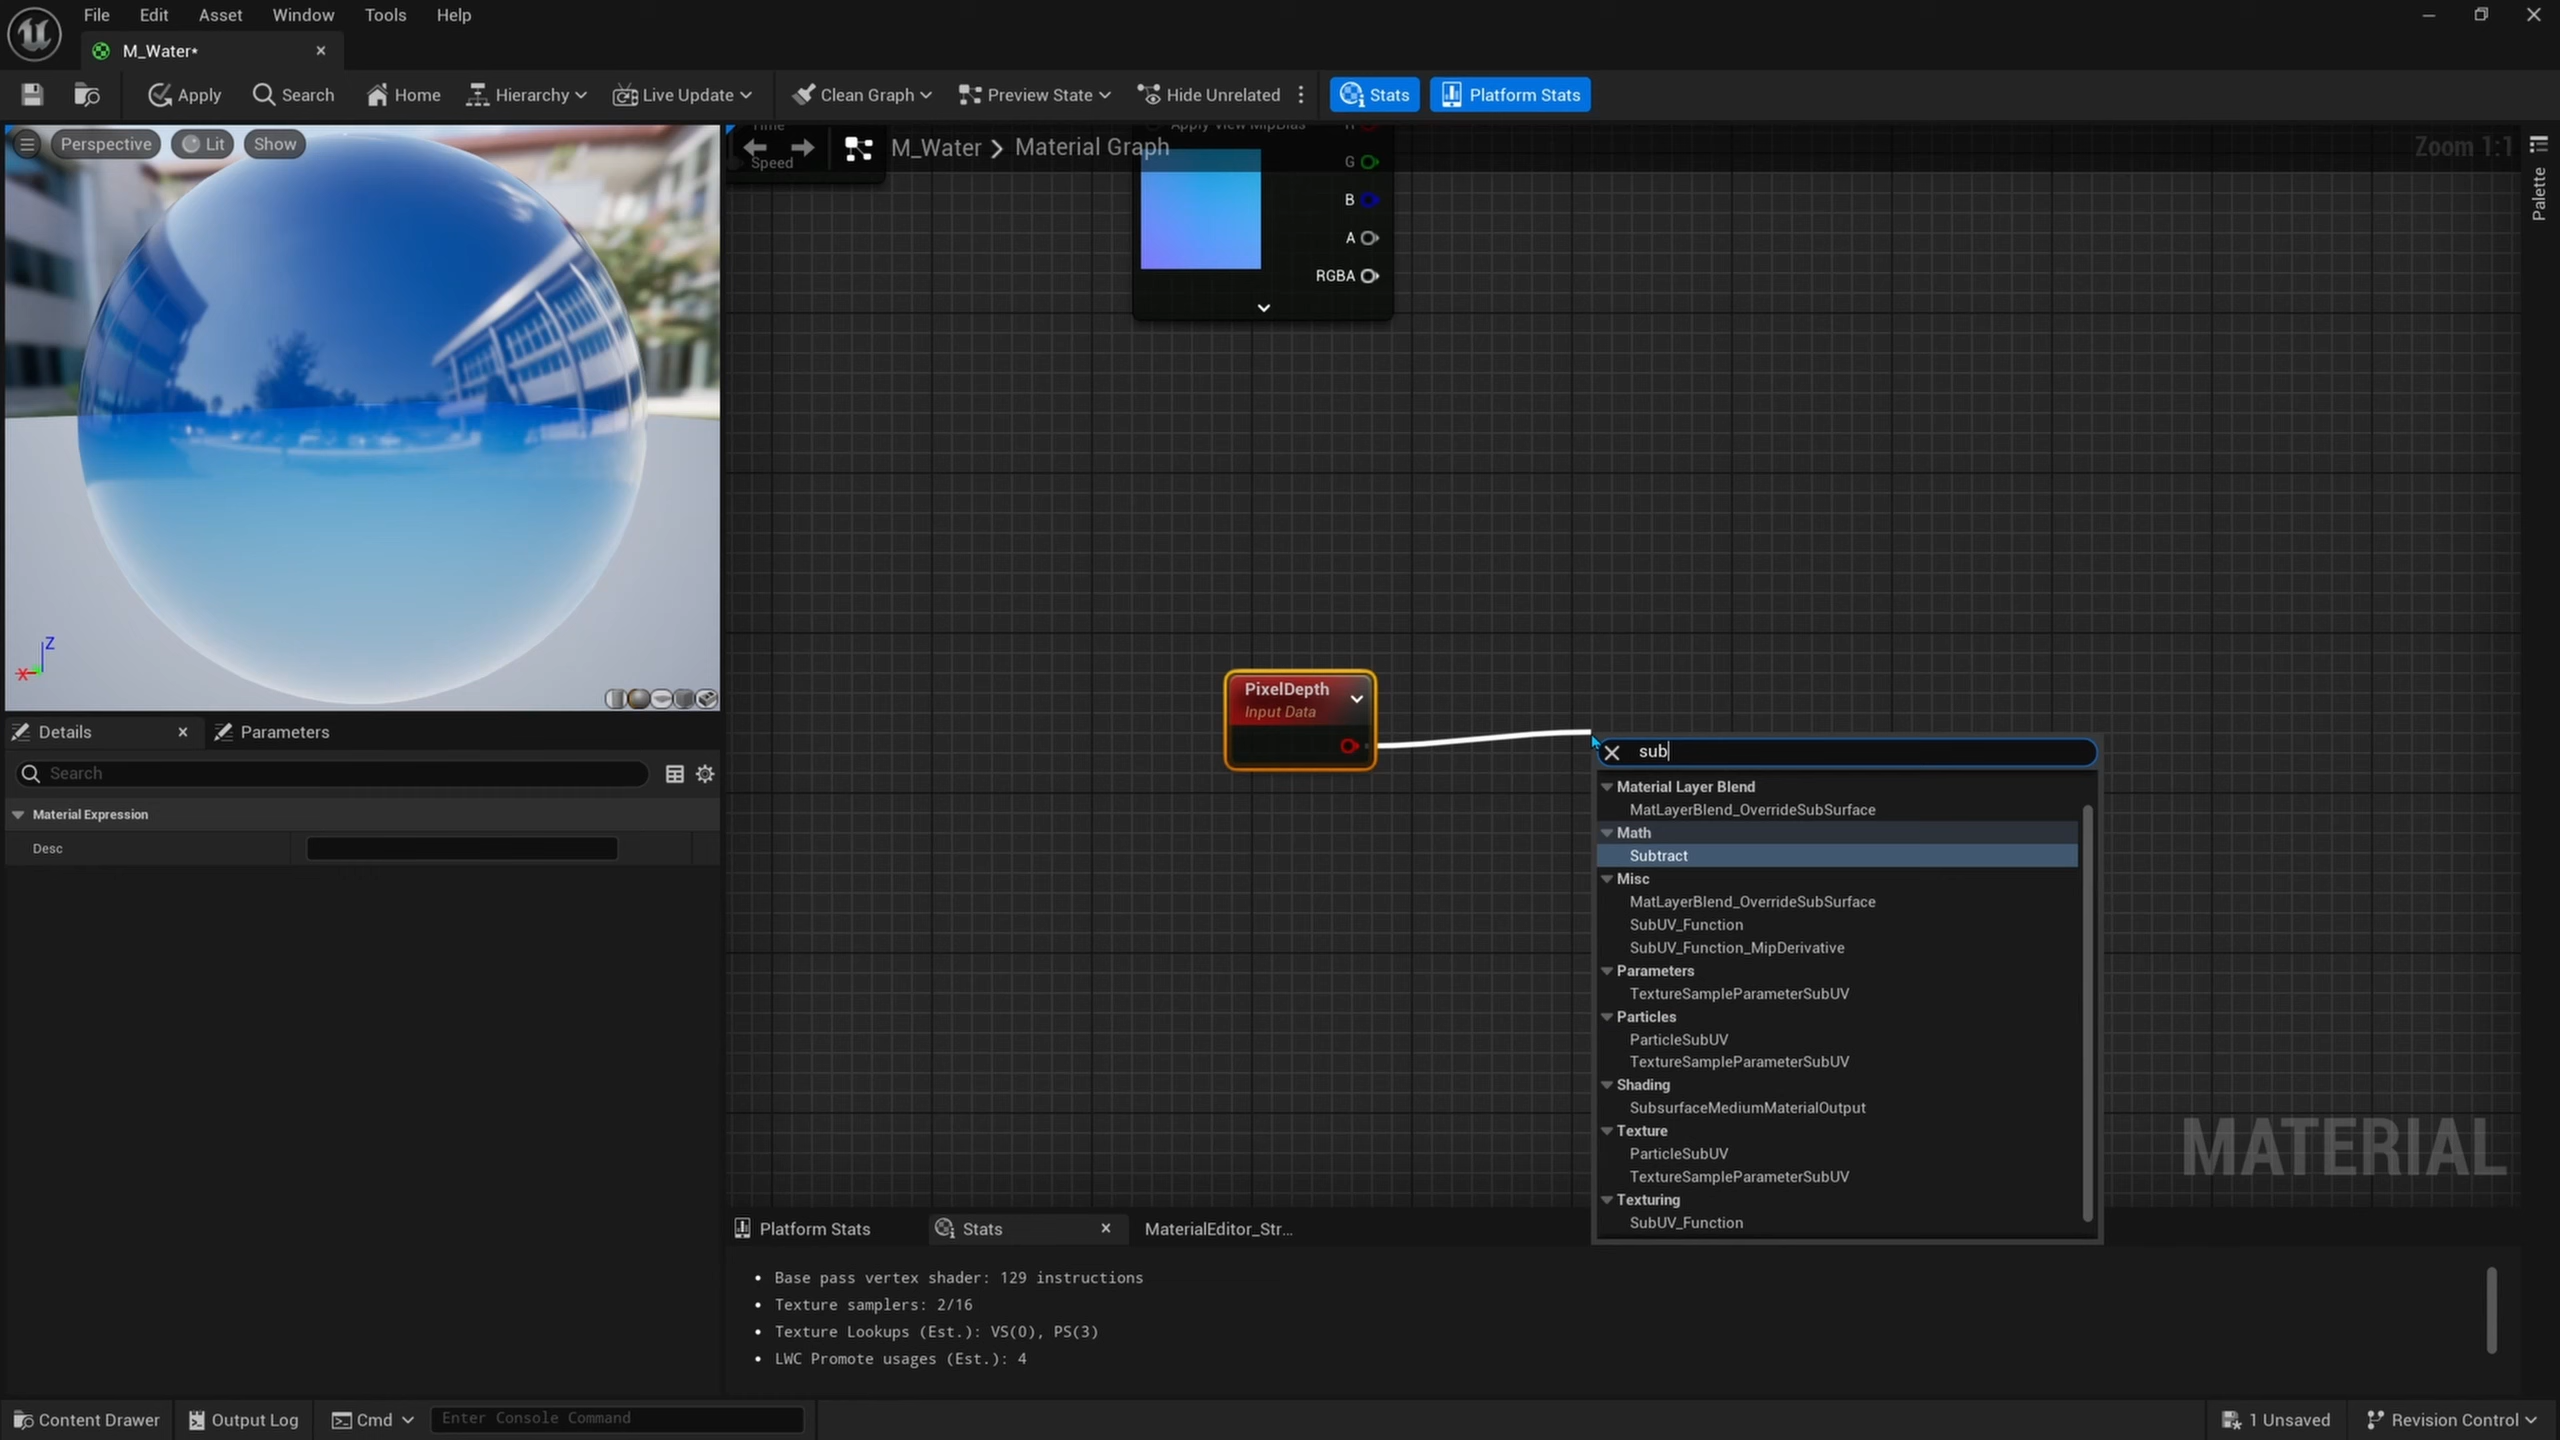 File Edit Asset Window Tools Help
M_Water*
Apply Search Home Hierarchy Live Update Clean Graph Preview State Hide Unrelated Stats Platform Stats
Perspective Lit Show
Time
Speed
M_Water > Material Graph
Apply View MipBias
Zoom 1:1
Palette
G
B
A
RGBA
Z
X
PixelDepth
Input Data
sub
Material Layer Blend
MatLayerBlend_OverrideSubSurface
Math
Subtract
Misc
MatLayerBlend_OverrideSubSurface
SubUV_Function
SubUV_Function_MipDerivative
Parameters
TextureSampleParameterSubUV
Particles
ParticleSubUV
TextureSampleParameterSubUV
Shading
SubsurfaceMediumMaterialOutput
Texture
ParticleSubUV
TextureSampleParameterSubUV
Texturing
SubUV_Function
MATERIAL
Details Parameters
Search
Material Expression
Desc
Platform Stats Stats MaterialEditor_Str...
• Base pass vertex shader: 129 instructions
• Texture samplers: 2/16
• Texture Lookups (Est.): VS(0), PS(3)
• LWC Promote usages (Est.): 4
Content Drawer Output Log Cmd Enter Console Command 1 Unsaved Revision Control